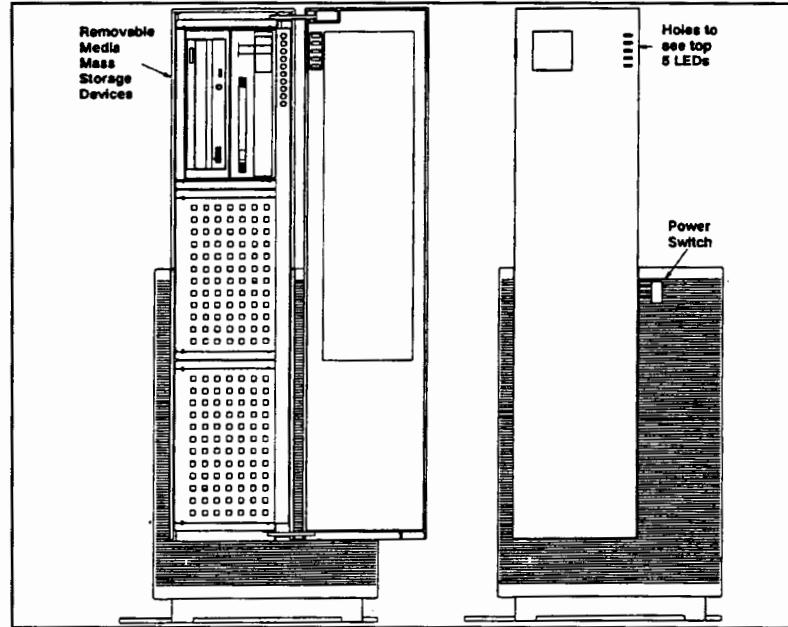 Removable
Media
Mass
Storage
Devices
Holes to
see top
5 LEDs
Power
Switch